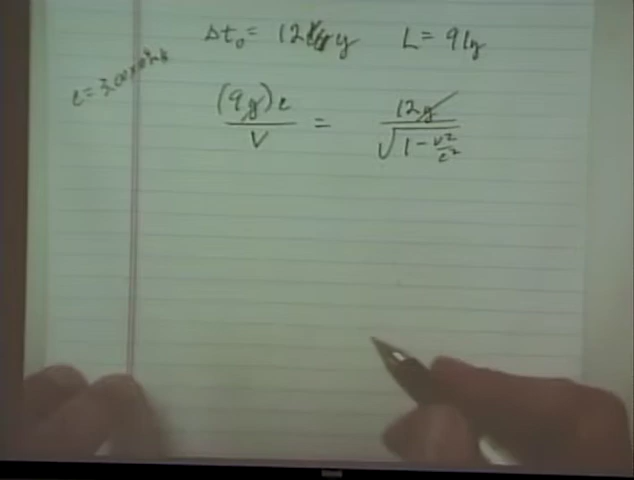 Δt₀ = 12 y L = 9 ly
c = 3.00 x 10⁸ m/s
(9y)c / V = 12y / √(1 - v²/c²)